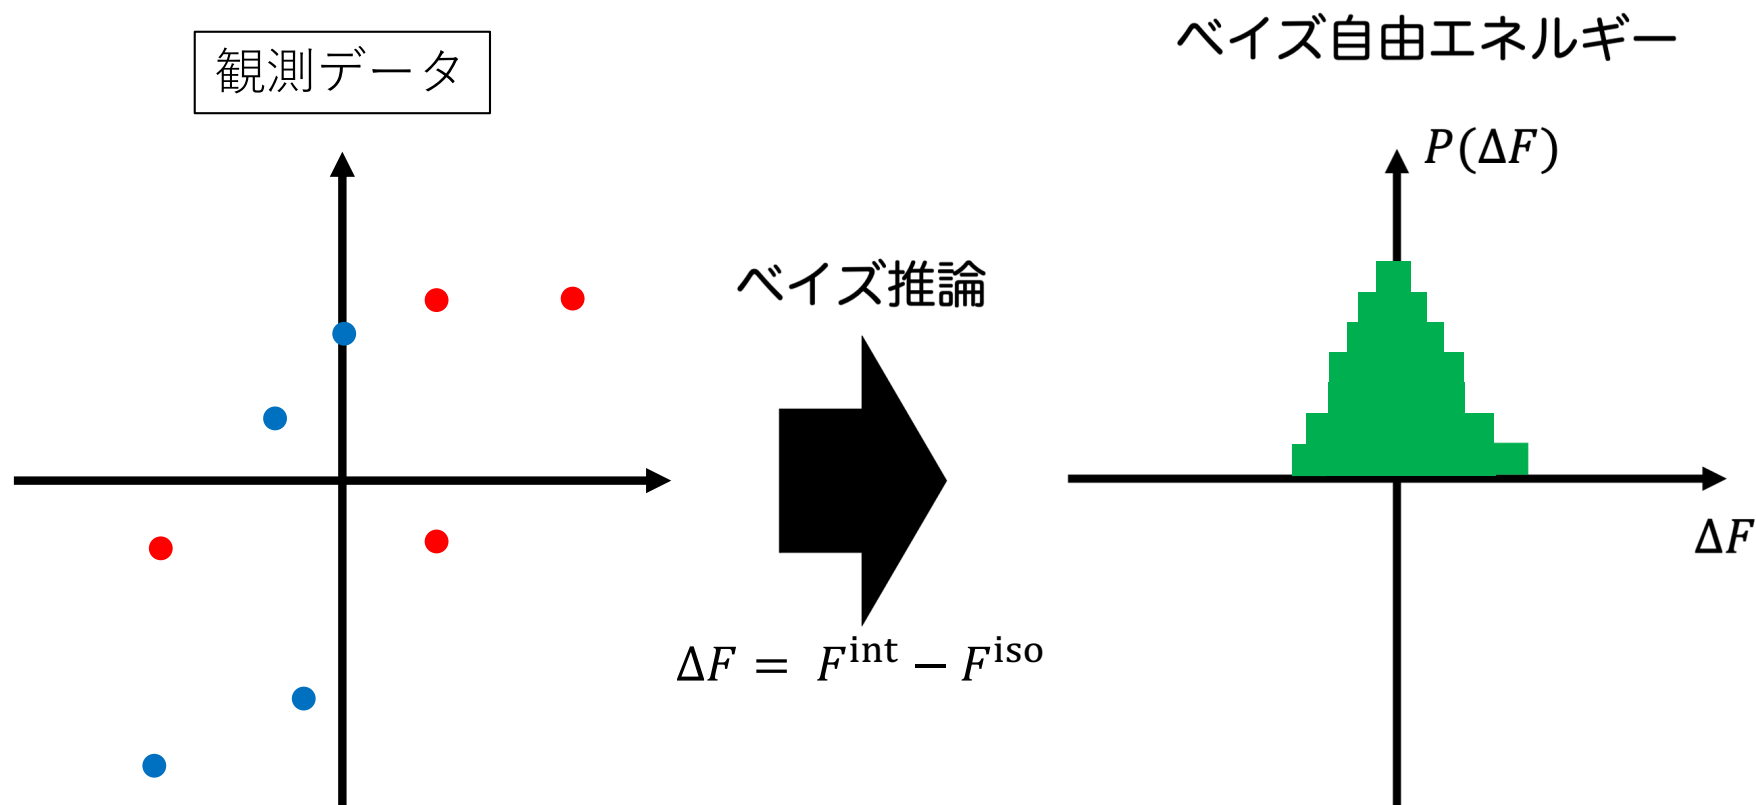 観測データ
ベイズ自由エネルギー
P(ΔF)
ベイズ推論
ΔF
ΔF = F^int − F^iso